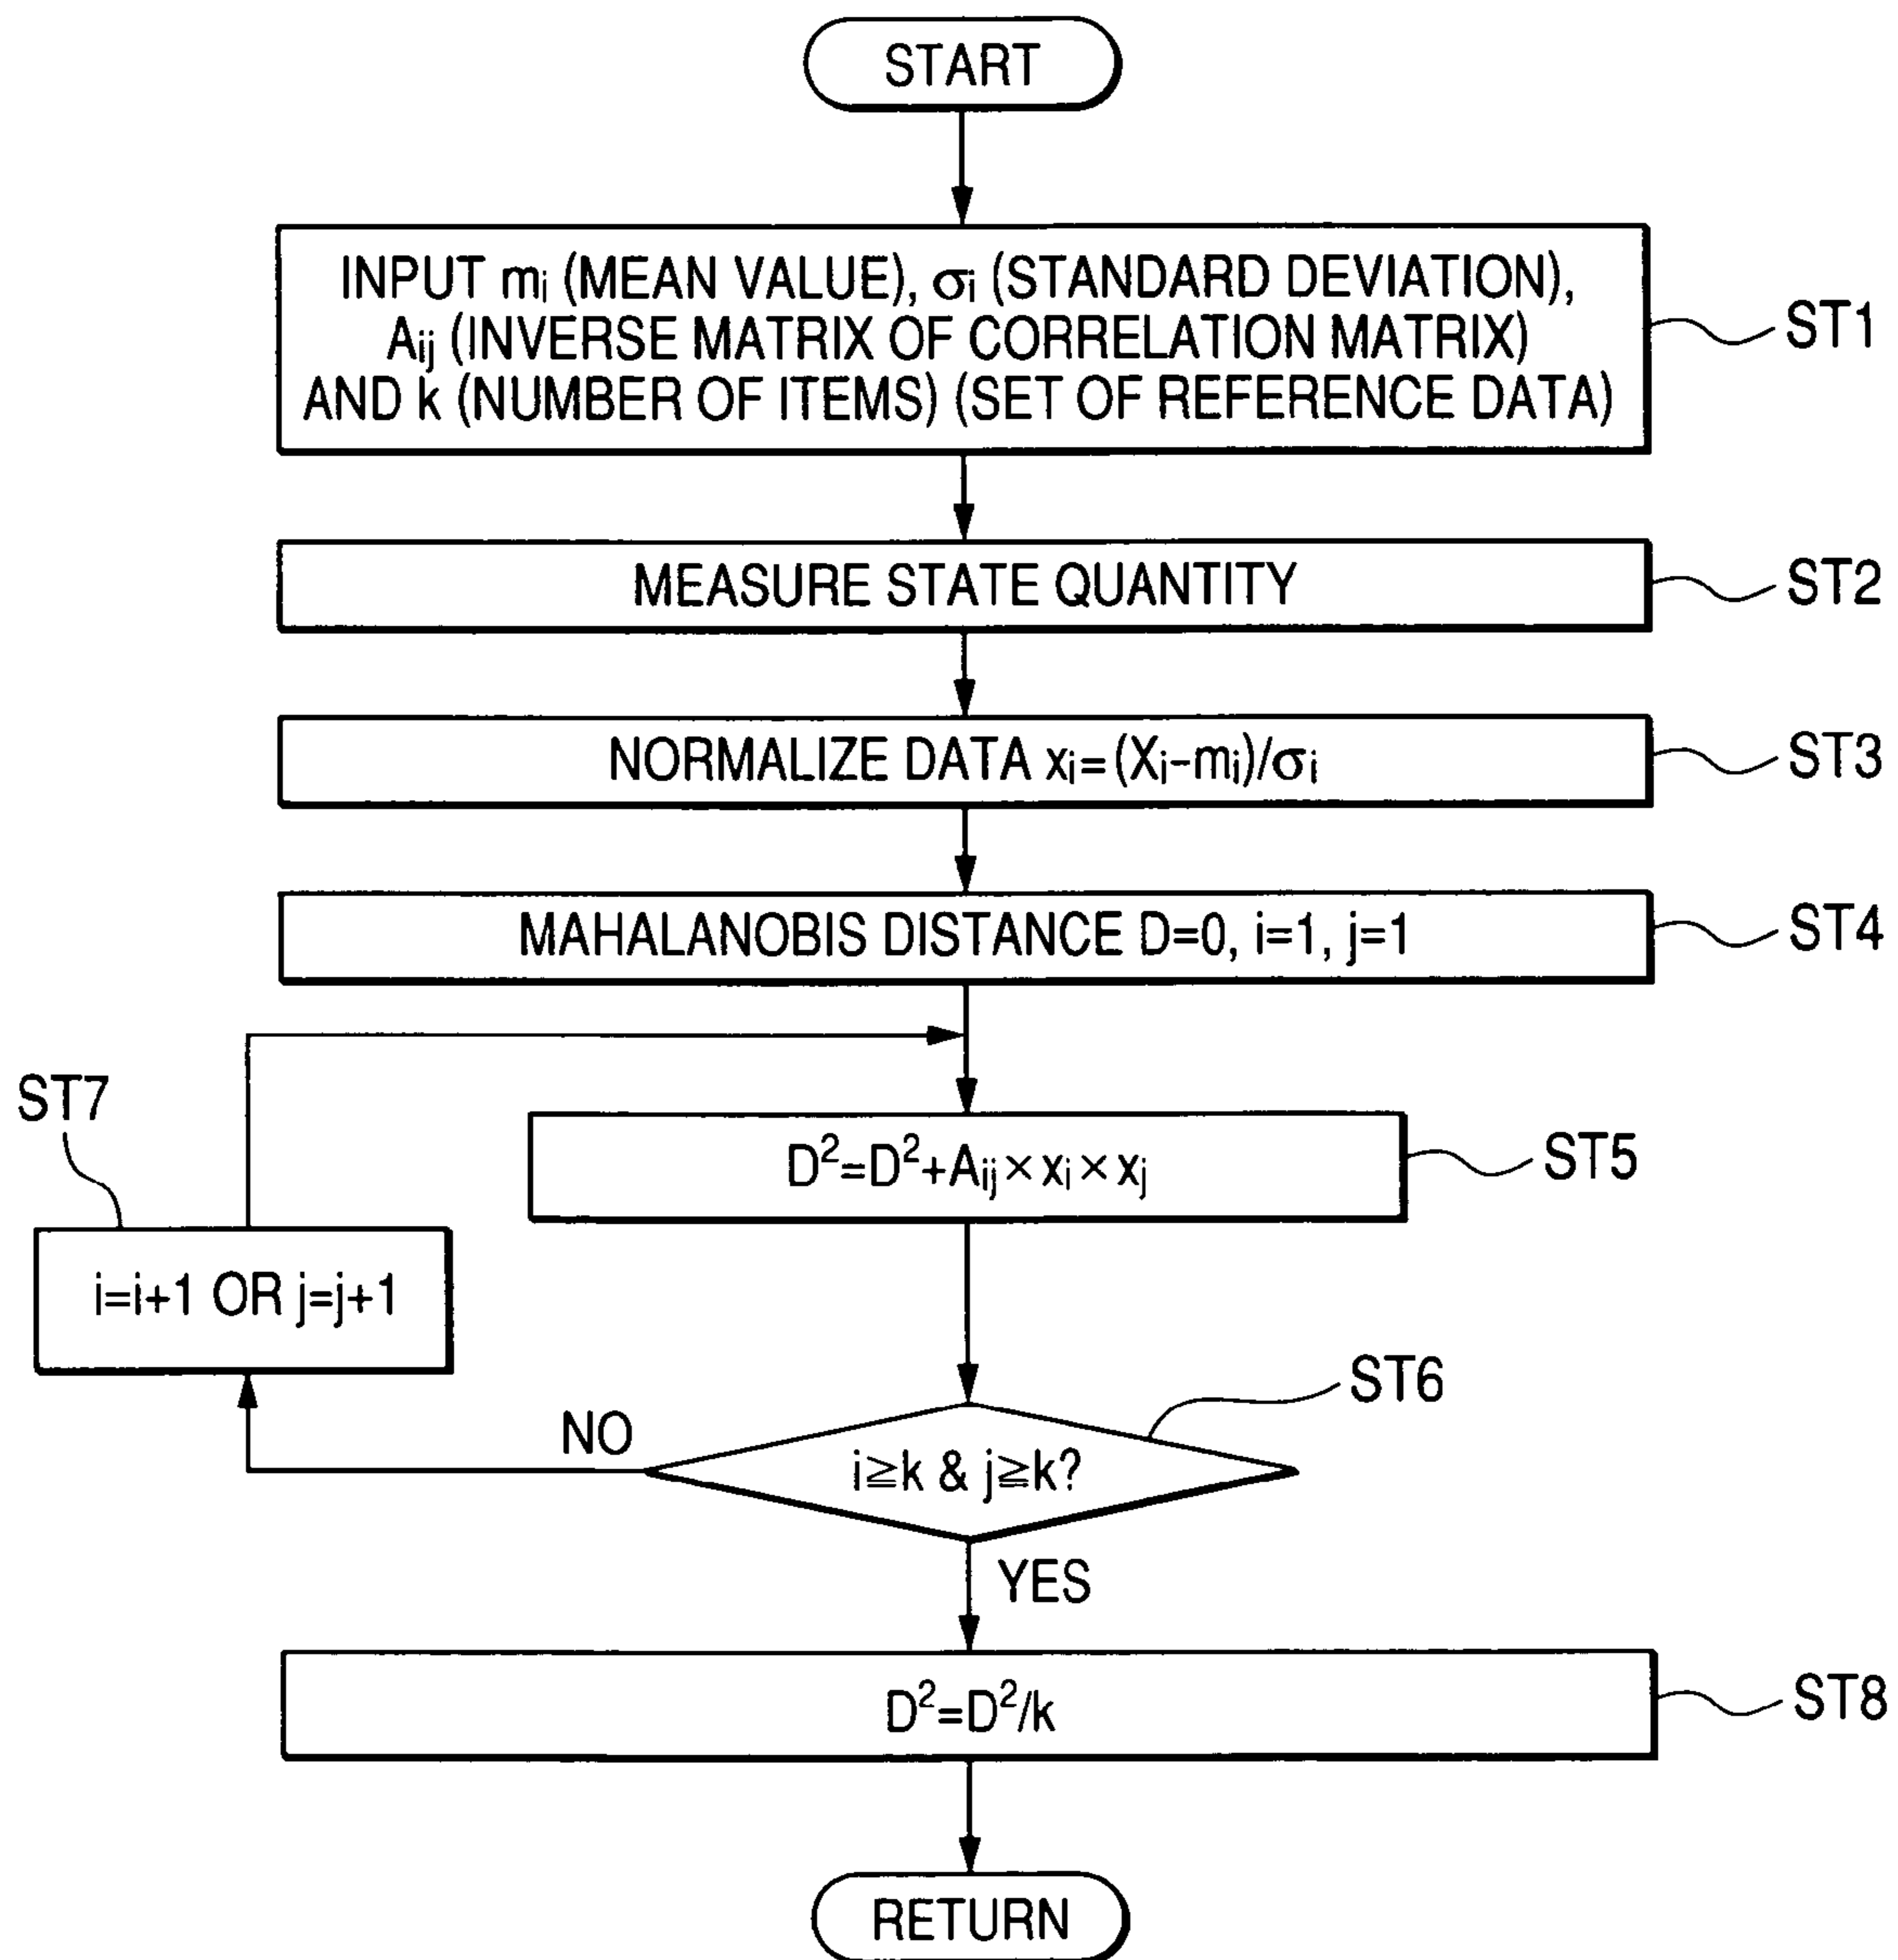 START
INPUT mi (MEAN VALUE), σi (STANDARD DEVIATION),
Aij (INVERSE MATRIX OF CORRELATION MATRIX)
AND k (NUMBER OF ITEMS) (SET OF REFERENCE DATA)
ST1
MEASURE STATE QUANTITY
ST2
NORMALIZE DATA xi=(Xi-mi)/σi
ST3
MAHALANOBIS DISTANCE D=0, i=1, j=1
ST4
ST7
D²=D²+Aij×xi×xj
ST5
i=i+1 OR j=j+1
ST6
NO
i≧k & j≧k?
YES
D²=D²/k
ST8
RETURN